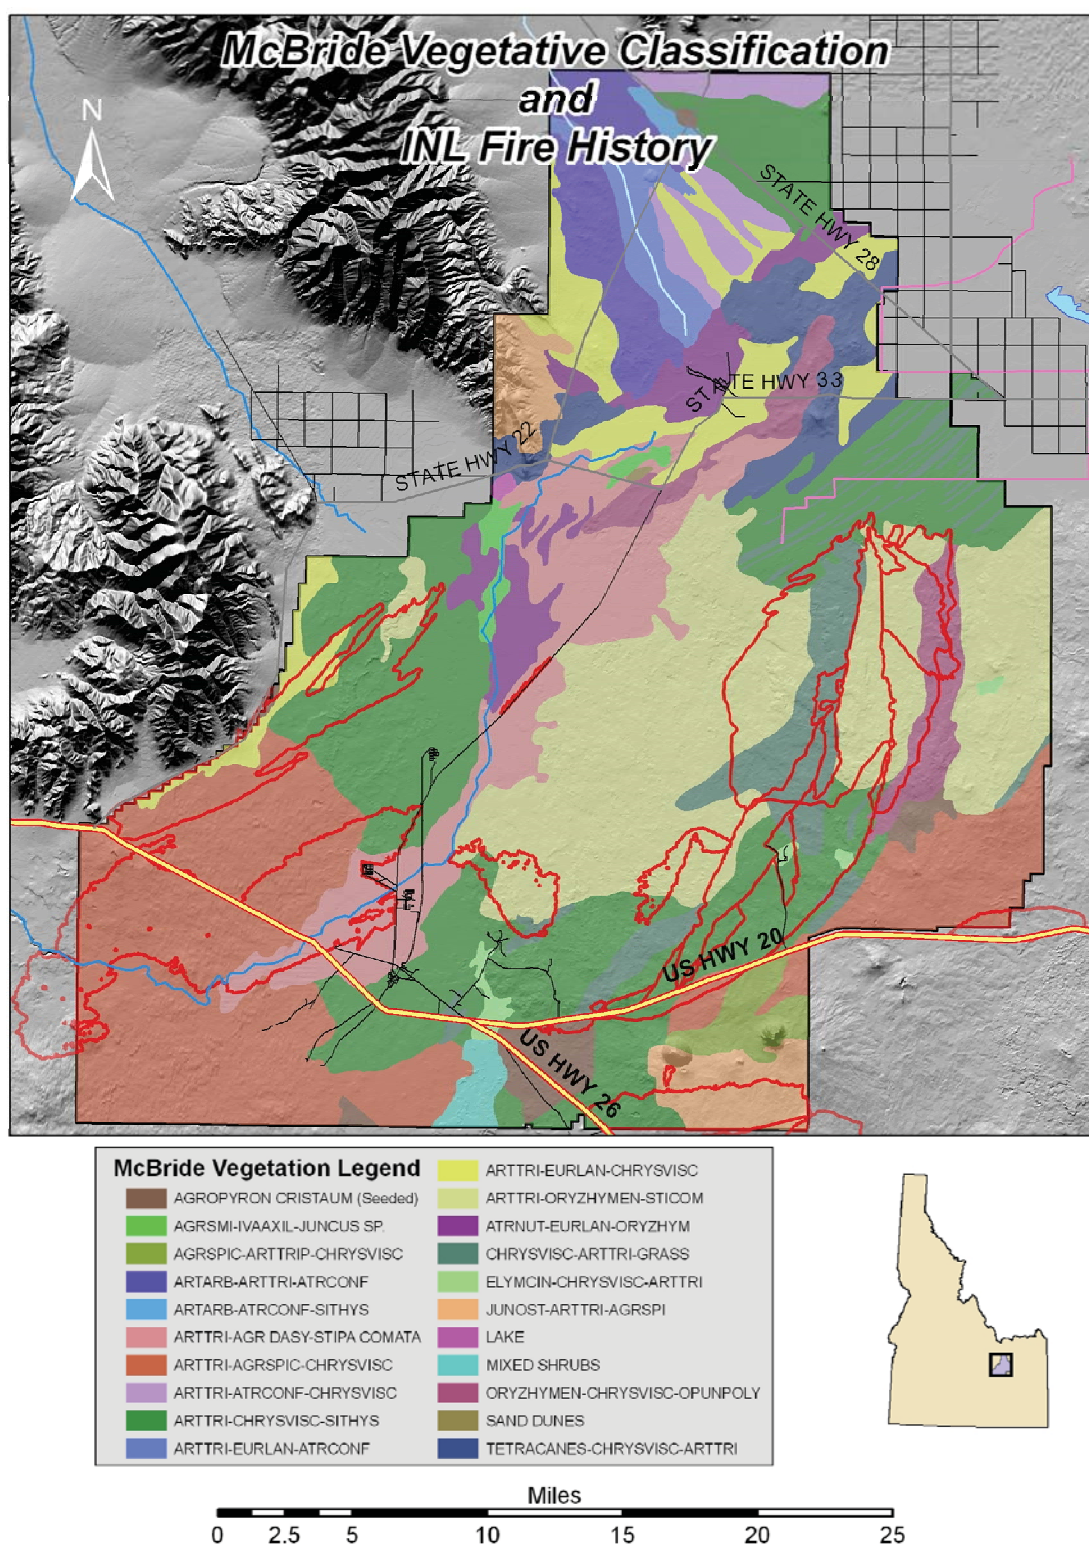 McBride Vegetative Classification
and
INL Fire History
N
STATE HWY 28
STATE HWY 33
STATE HWY 22
US HWY 20
US HWY 26
McBride Vegetation Legend
AGROPYRON CRISTAUM (Seeded)
AGRSMI-IVAAXIL-JUNCUS SP.
AGRSPIC-ARTTRIP-CHRYSVISC
ARTARB-ARTTRI-ATRCONF
ARTARB-ATRCONF-SITHYS
ARTTRI-AGR DASY-STIPA COMATA
ARTTRI-AGRSPIC-CHRYSVISC
ARTTRI-ATRCONF-CHRYSVISC
ARTTRI-CHRYSVISC-SITHYS
ARTTRI-EURLAN-ATRCONF
ARTTRI-EURLAN-CHRYSVISC
ARTTRI-ORYZHYMEN-STICOM
ATRNUT-EURLAN-ORYZHYM
CHRYSVISC-ARTTRI-GRASS
ELYMCIN-CHRYSVISC-ARTTRI
JUNOST-ARTTRI-AGRSPI
LAKE
MIXED SHRUBS
ORYZHYMEN-CHRYSVISC-OPUNPOLY
SAND DUNES
TETRACANES-CHRYSVISC-ARTTRI
Miles
0 2.5 5 10 15 20 25